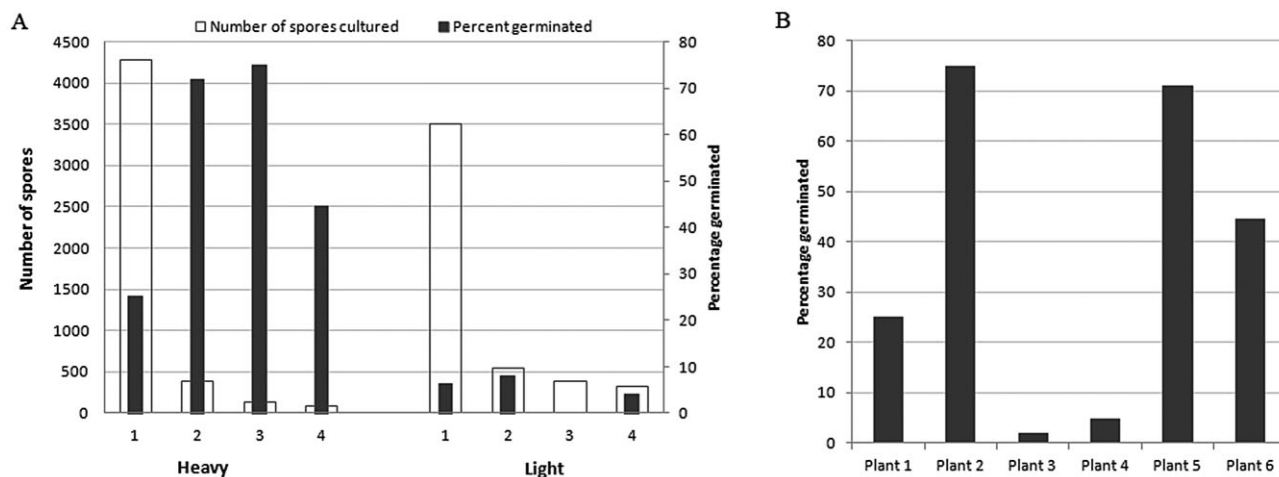 A
Number of spores cultured
Percent germinated
4500
4000
3500
3000
2500
2000
1500
1000
500
0
Number of spores
80
70
60
50
40
30
20
10
0
Percentage germinated
1 2 3 4 1 2 3 4
Heavy Light
B
80
70
60
50
40
30
20
10
0
Percentage germinated
Plant 1 Plant 2 Plant 3 Plant 4 Plant 5 Plant 6